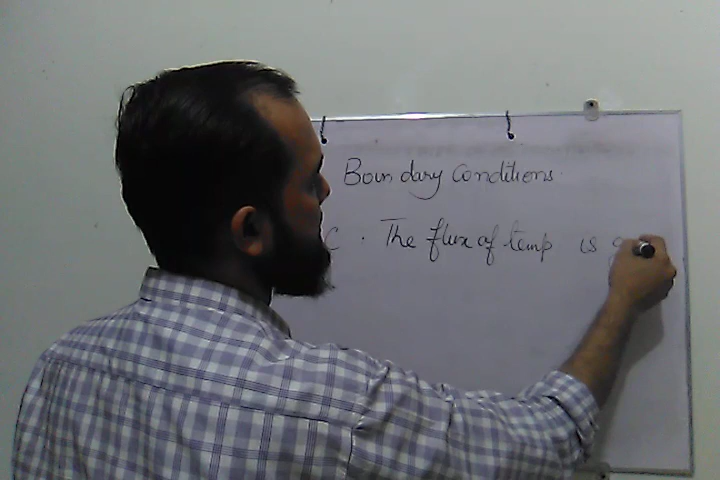 Boundary Conditions
C . The flux of temp is g